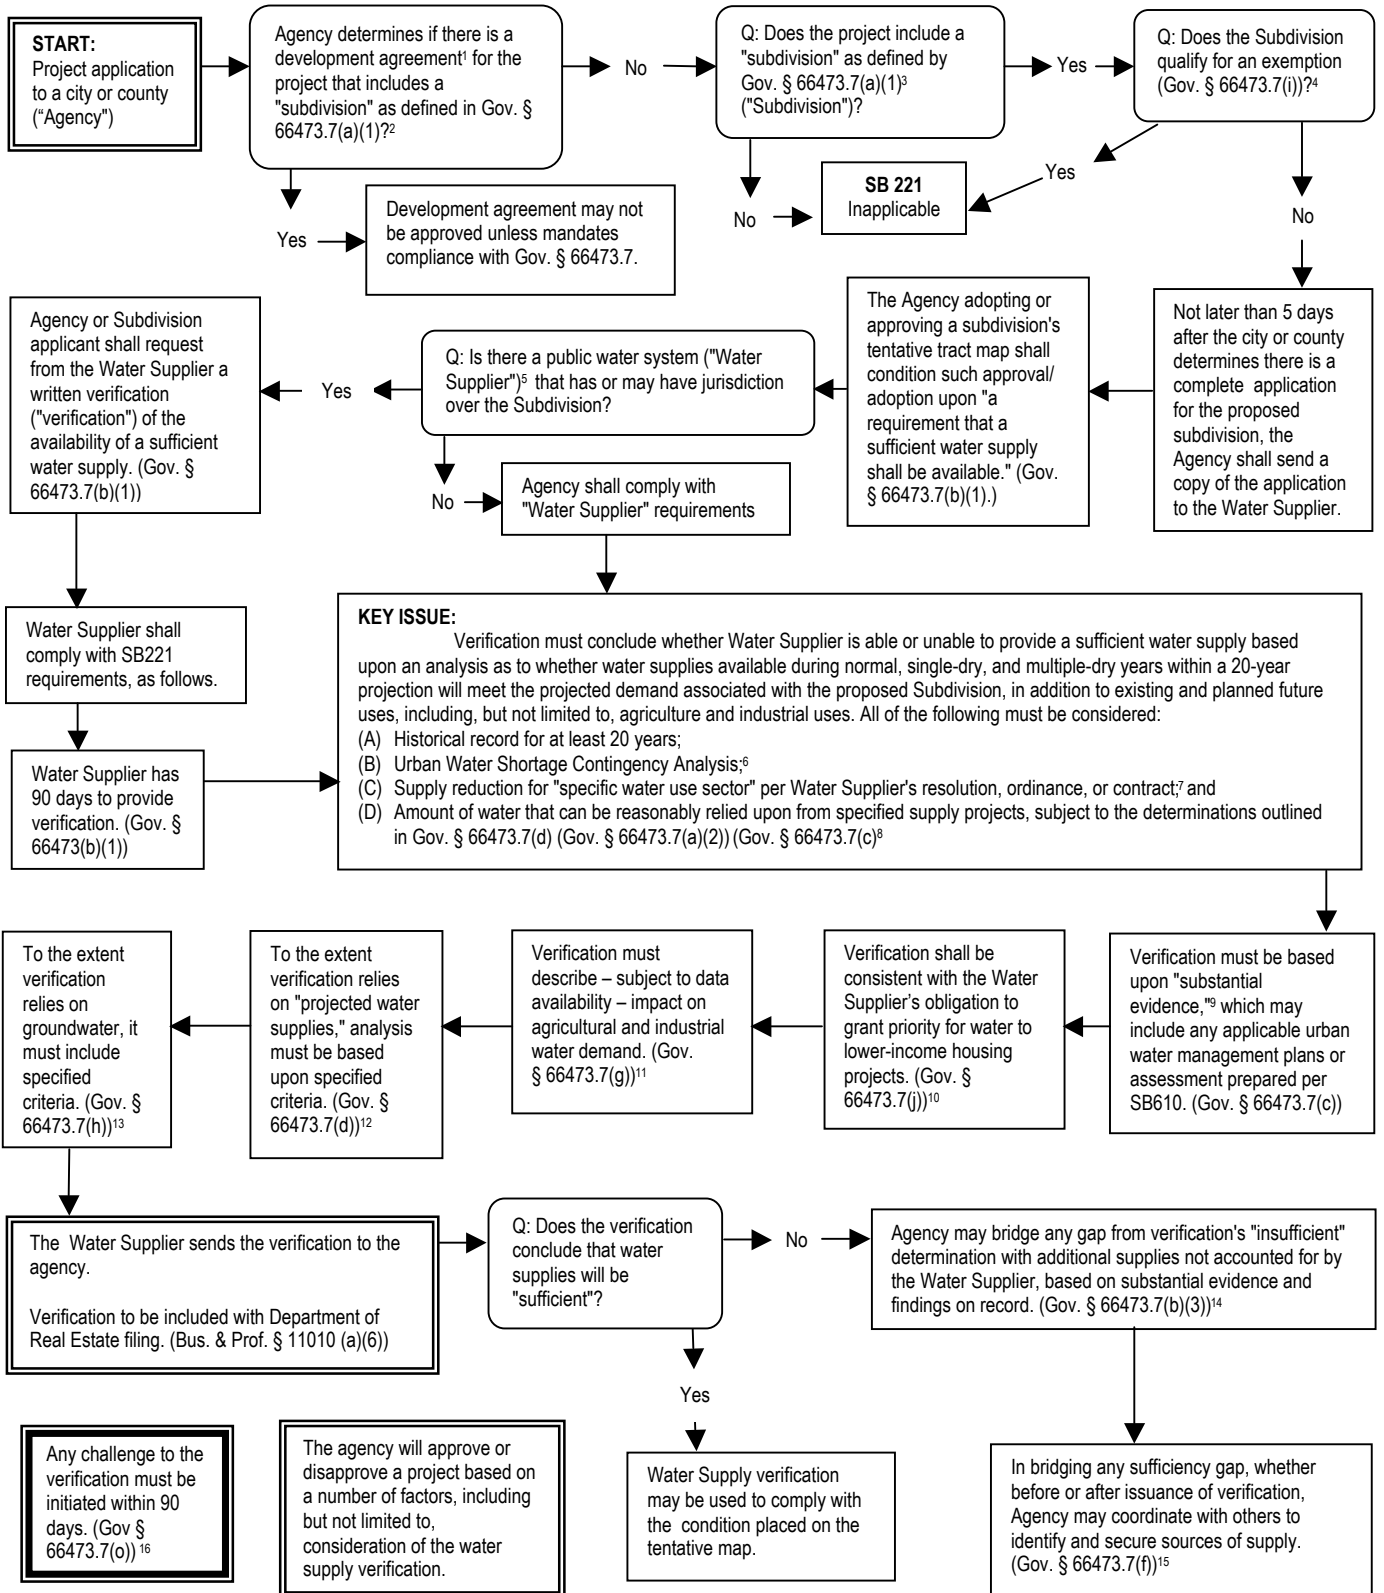 START:
Project application
to a city or county
(“Agency")
Agency determines if there is a
development agreement¹ for the
project that includes a
"subdivision" as defined in Gov. §
66473.7(a)(1)?²
No
Q: Does the project include a
"subdivision" as defined by
Gov. § 66473.7(a)(1)³
("Subdivision")?
Yes
Q: Does the Subdivision
qualify for an exemption
(Gov. § 66473.7(i))?⁴
Yes
Development agreement may not
be approved unless mandates
compliance with Gov. § 66473.7.
No
SB 221
Inapplicable
Yes
No
Agency or Subdivision
applicant shall request
from the Water Supplier a
written verification
("verification") of the
availability of a sufficient
water supply. (Gov. §
66473.7(b)(1))
Yes
Q: Is there a public water system ("Water
Supplier")⁵ that has or may have jurisdiction
over the Subdivision?
The Agency adopting or
approving a subdivision's
tentative tract map shall
condition such approval/
adoption upon "a
requirement that a
sufficient water supply
shall be available." (Gov.
§ 66473.7(b)(1).)
Not later than 5 days
after the city or county
determines there is a
complete application
for the proposed
subdivision, the
Agency shall send a
copy of the application
to the Water Supplier.
No
Agency shall comply with
"Water Supplier" requirements
Water Supplier shall
comply with SB221
requirements, as follows.
Water Supplier has
90 days to provide
verification. (Gov. §
66473(b)(1))
KEY ISSUE:
Verification must conclude whether Water Supplier is able or unable to provide a sufficient water supply based
upon an analysis as to whether water supplies available during normal, single-dry, and multiple-dry years within a 20-year
projection will meet the projected demand associated with the proposed Subdivision, in addition to existing and planned future
uses, including, but not limited to, agriculture and industrial uses. All of the following must be considered:
(A) Historical record for at least 20 years;
(B) Urban Water Shortage Contingency Analysis;⁶
(C) Supply reduction for "specific water use sector" per Water Supplier's resolution, ordinance, or contract;⁷ and
(D) Amount of water that can be reasonably relied upon from specified supply projects, subject to the determinations outlined
in Gov. § 66473.7(d) (Gov. § 66473.7(a)(2)) (Gov. § 66473.7(c)⁸
To the extent
verification
relies on
groundwater, it
must include
specified
criteria. (Gov. §
66473.7(h))¹³
To the extent
verification relies
on "projected water
supplies," analysis
must be based
upon specified
criteria. (Gov. §
66473.7(d))¹²
Verification must
describe – subject to data
availability – impact on
agricultural and industrial
water demand. (Gov.
§ 66473.7(g))¹¹
Verification shall be
consistent with the Water
Supplier’s obligation to
grant priority for water to
lower-income housing
projects. (Gov. §
66473.7(j))¹⁰
Verification must be based
upon "substantial
evidence,"⁹ which may
include any applicable urban
water management plans or
assessment prepared per
SB610. (Gov. § 66473.7(c))
The Water Supplier sends the verification to the
agency.
Verification to be included with Department of
Real Estate filing. (Bus. & Prof. § 11010 (a)(6))
Q: Does the verification
conclude that water
supplies will be
"sufficient"?
No
Agency may bridge any gap from verification's "insufficient"
determination with additional supplies not accounted for by
the Water Supplier, based on substantial evidence and
findings on record. (Gov. § 66473.7(b)(3))¹⁴
Yes
Any challenge to the
verification must be
initiated within 90
days. (Gov §
66473.7(o)) ¹⁶
The agency will approve or
disapprove a project based on
a number of factors, including
but not limited to,
consideration of the water
supply verification.
Water Supply verification
may be used to comply with
the condition placed on the
tentative map.
In bridging any sufficiency gap, whether
before or after issuance of verification,
Agency may coordinate with others to
identify and secure sources of supply.
(Gov. § 66473.7(f))¹⁵